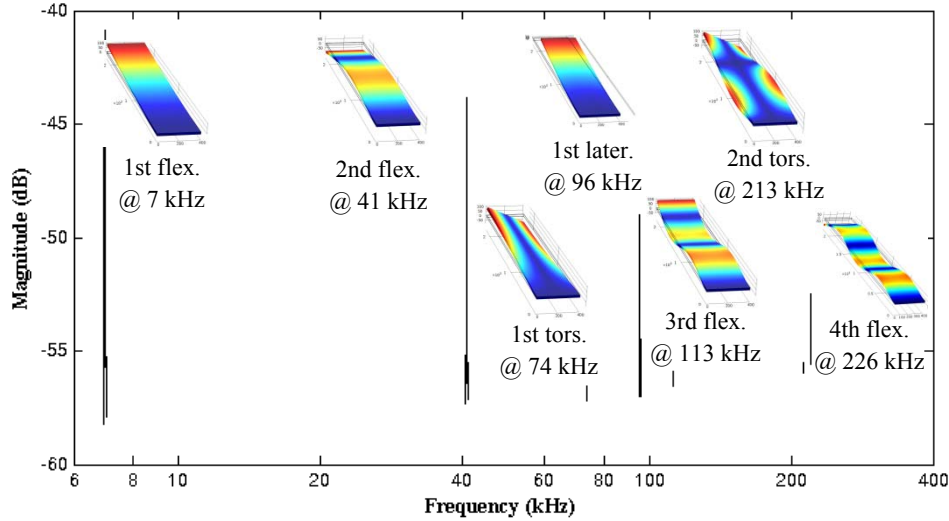 -40
-45
-50
-55
-60
Magnitude (dB)
1st flex.
@ 7 kHz
2nd flex.
@ 41 kHz
1st later.
@ 96 kHz
2nd tors.
@ 213 kHz
1st tors.
@ 74 kHz
3rd flex.
@ 113 kHz
4th flex.
@ 226 kHz
6 8 10 20 40 60 80 100 200 400
Frequency (kHz)